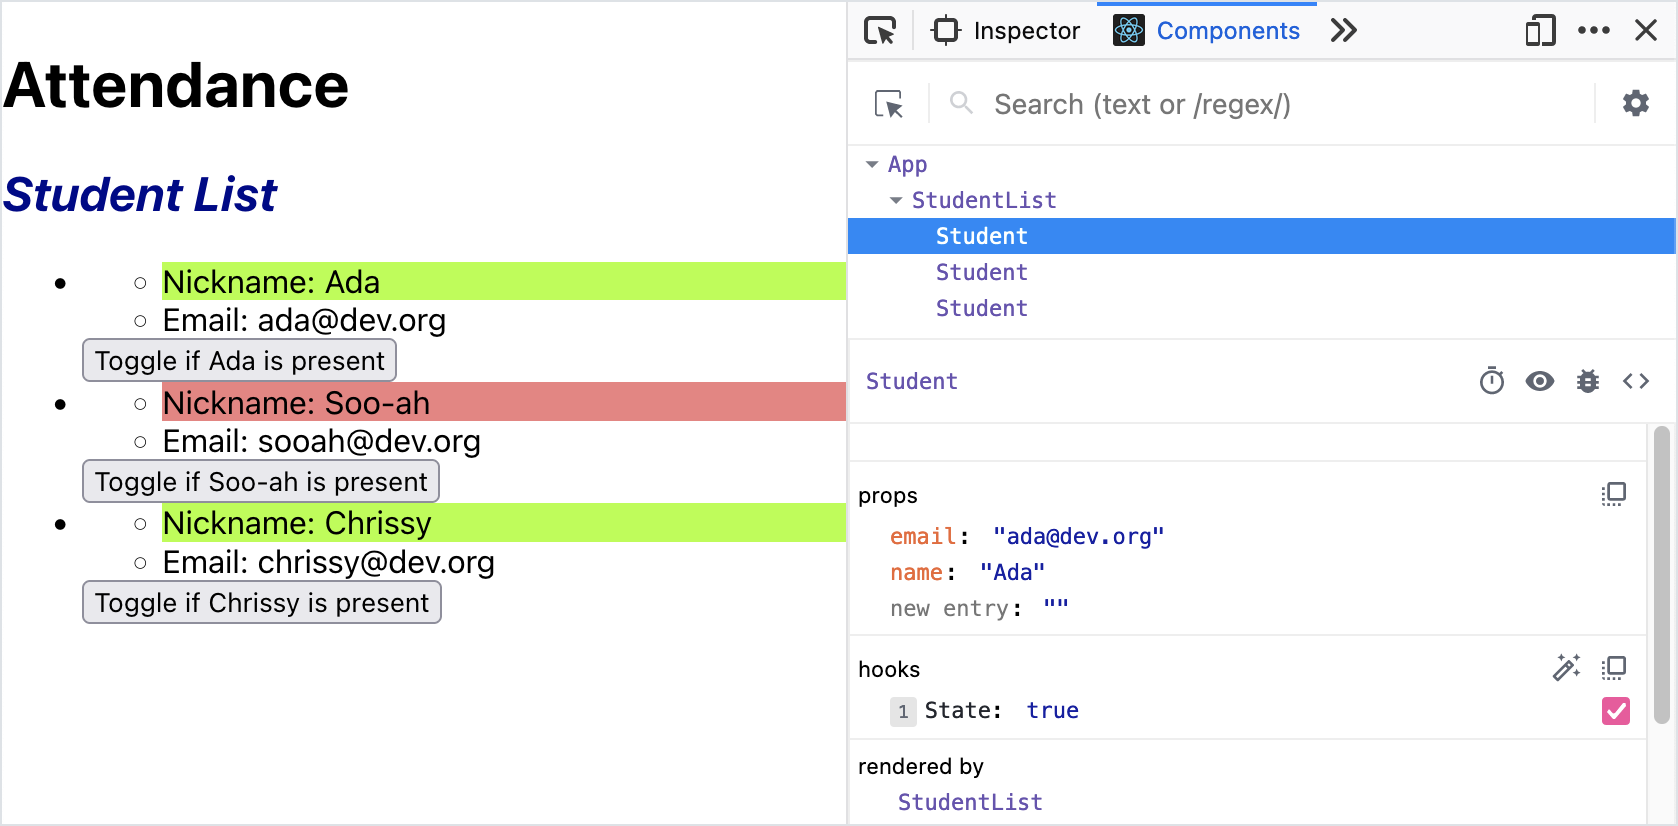 Attendance
Student List
Nickname: Ada
Email: ada@dev.org
Toggle if Ada is present
Nickname: Soo-ah
Email: sooah@dev.org
Toggle if Soo-ah is present
Nickname: Chrissy
Email: chrissy@dev.org
Toggle if Chrissy is present
Inspector
Components
Search (text or /regex/)
App
StudentList
Student
Student
Student
Student
props
email: "ada@dev.org"
name: "Ada"
new entry: ""
hooks
1 State: true
rendered by
StudentList